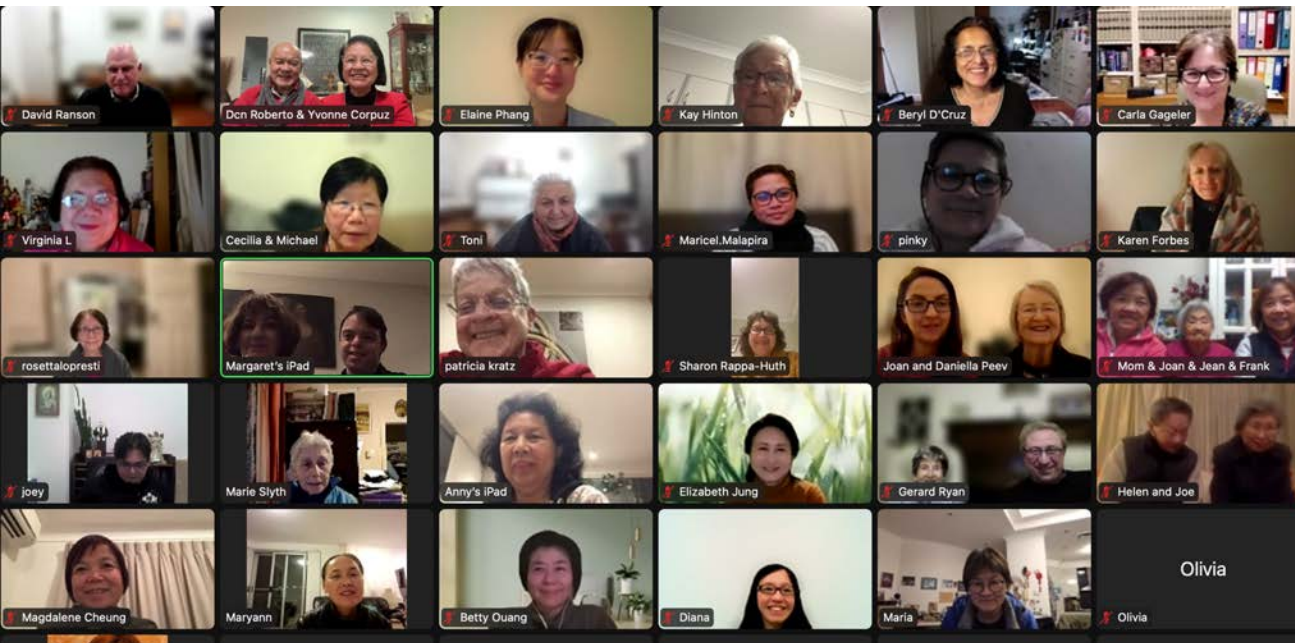 David Ranson
Dcn Roberto & Yvonne Corpuz
Elaine Phang
Kay Hinton
Beryl D'Cruz
Carla Gageler
Virginia L
Cecilia & Michael
Toni
Maricel.Malapira
pinky
Karen Forbes
rosettalopresti
Margaret's iPad
patricia kratz
Sharon Rappa-Huth
Joan and Daniella Peev
Mom & Joan & Jean & Frank
joey
Marie Slyth
Anny's iPad
Elizabeth Jung
Gerard Ryan
Helen and Joe
Magdalene Cheung
Maryann
Betty Ouang
Diana
Maria
Olivia
Olivia